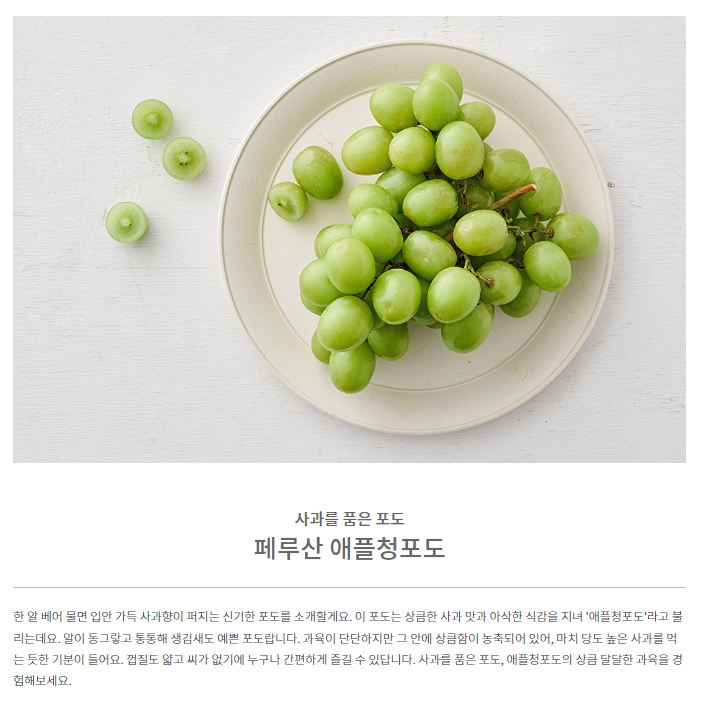 사과를 품은 포도
페루산 애플청포도
한 알 베어 물면 입안 가득 사과향이 퍼지는 신기한 포도를 소개할게요. 이 포도는 상큼한 사과 맛과 아삭한 식감을 지녀 '애플청포도'라고 불
리는데요. 알이 동그랗고 통통해 생김새도 예쁜 포도랍니다. 과육이 단단하지만 그 안에 상큼함이 농축되어 있어, 마치 당도 높은 사과를 먹
는 듯한 기분이 들어요. 껍질도 얇고 씨가 없기에 누구나 간편하게 즐길 수 있답니다. 사과를 품은 포도, 애플청포도의 상큼 달달한 과육을 경
험해보세요.